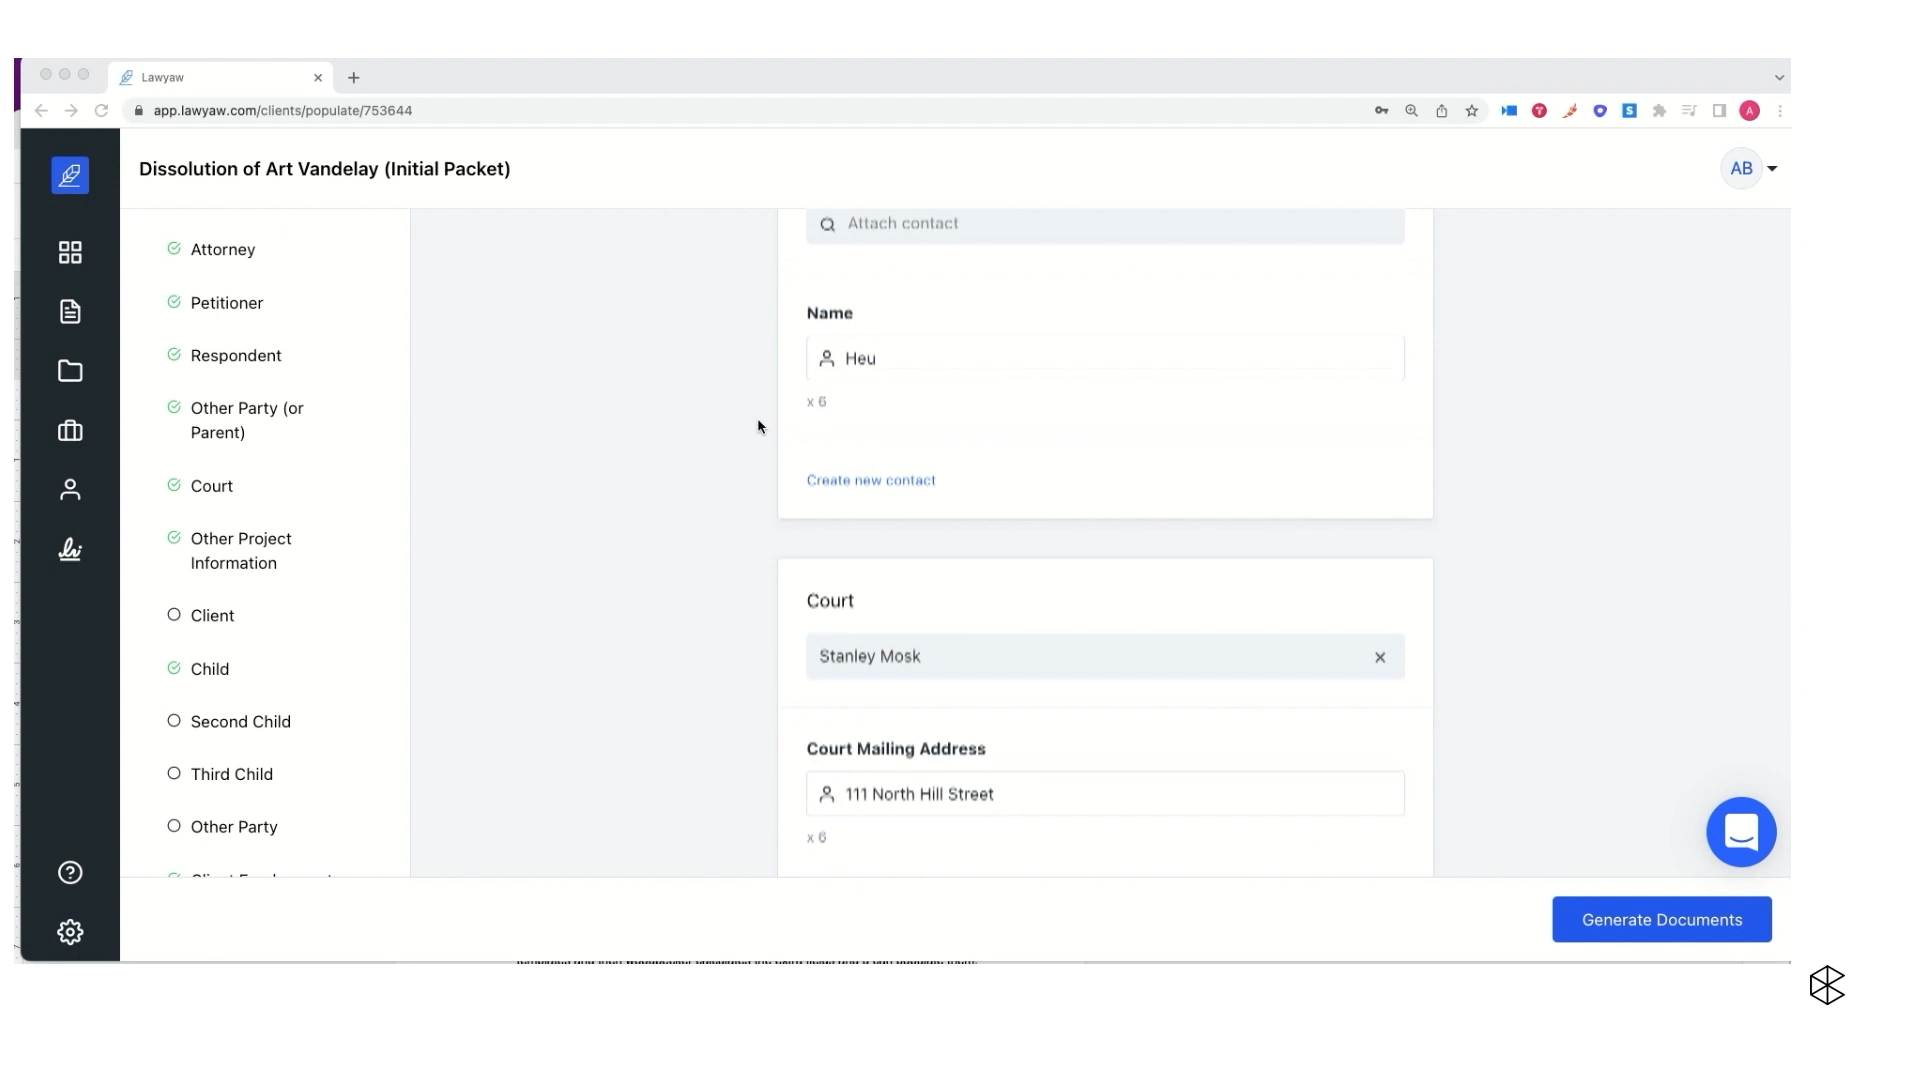 Lawyaw
app.lawyaw.com/clients/populate/753644
S
A
Dissolution of Art Vandelay (Initial Packet)
AB
Attorney
Petitioner
Respondent
Other Party (or
Parent)
Court
Other Project
Information
Client
Child
Second Child
Third Child
Other Party
Attach contact
Name
Heu
x 6
Create new contact
Court
Stanley Mosk
Court Mailing Address
111 North Hill Street
x 6
Generate Documents